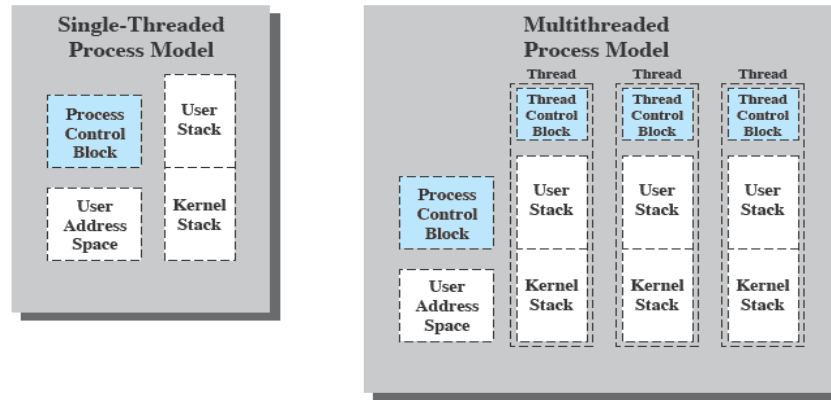 Single-Threaded
Process Model
Process
Control
Block
User
Stack
User
Address
Space
Kernel
Stack
Multithreaded
Process Model
Process
Control
Block
User
Address
Space
Thread
Thread
Control
Block
User
Stack
Kernel
Stack
Thread
Thread
Control
Block
User
Stack
Kernel
Stack
Thread
Thread
Control
Block
User
Stack
Kernel
Stack